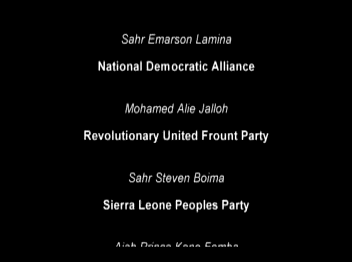 Sahr Emarson Lamina
National Democratic Alliance
Mohamed Alie Jalloh
Revolutionary United Frount Party
Sahr Steven Boima
Sierra Leone Peoples Party